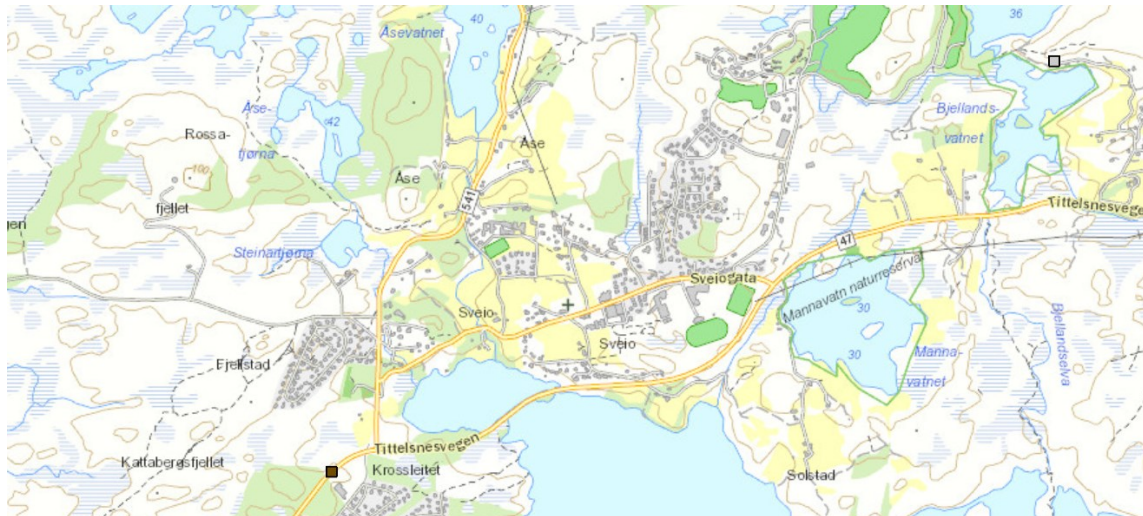 40
36
Åsevatnet
Åse-
tjørna
42
Rossa-
fjellet
100
Åse
Åse
Bjellands-
vatnet
541
Tittelsnesvegen
47
Steinartjørna
Sveiogata
Mannavatn naturreservat
Sveio
Sveio
30
30
Manna-
vatnet
Bjellandselva
Fjellstad
Tittelsnesvegen
Kattabergsfjellet
Krossleitet
Solstad